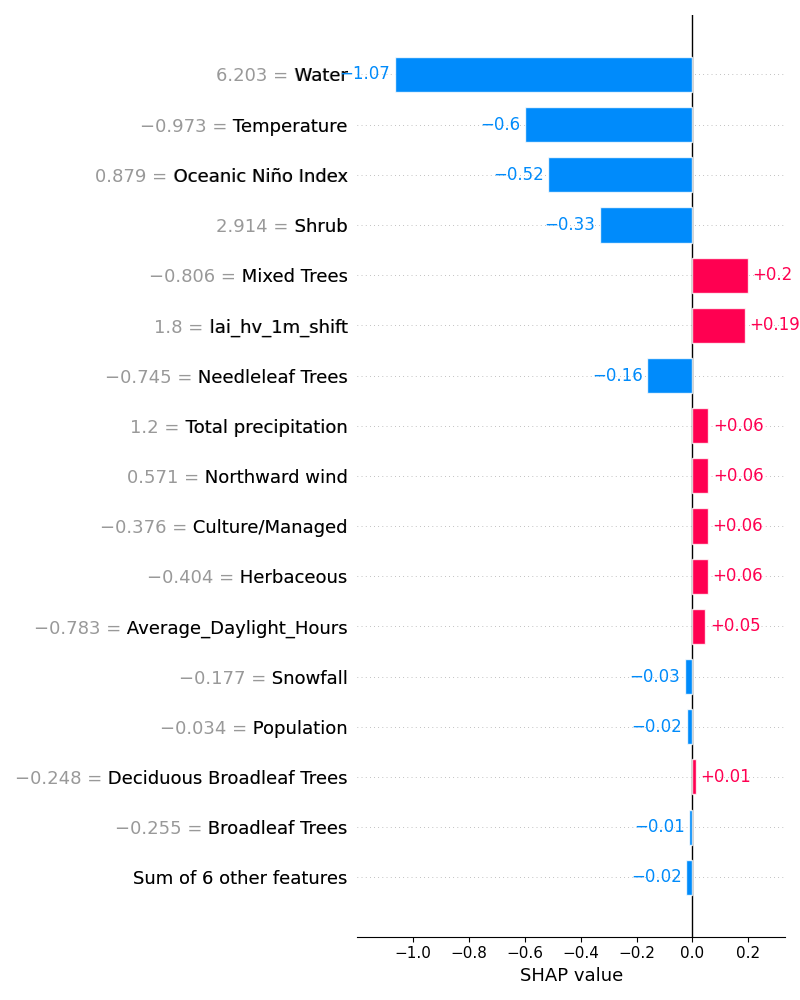 6.203 = Water −1.07
−0.973 = Temperature −0.6
0.879 = Oceanic Niño Index −0.52
2.914 = Shrub −0.33
−0.806 = Mixed Trees +0.2
1.8 = lai_hv_1m_shift +0.19
−0.745 = Needleleaf Trees −0.16
1.2 = Total precipitation +0.06
0.571 = Northward wind +0.06
−0.376 = Culture/Managed +0.06
−0.404 = Herbaceous +0.06
−0.783 = Average_Daylight_Hours +0.05
−0.177 = Snowfall −0.03
−0.034 = Population −0.02
−0.248 = Deciduous Broadleaf Trees +0.01
−0.255 = Broadleaf Trees −0.01
Sum of 6 other features −0.02
−1.0 −0.8 −0.6 −0.4 −0.2 0.0 0.2
SHAP value